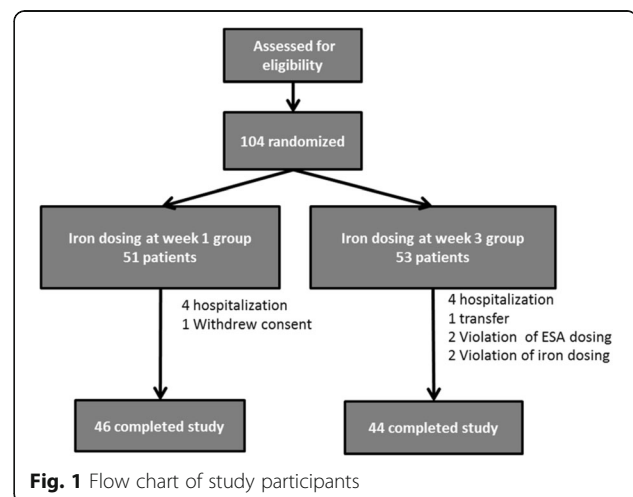 Assessed for
eligibility
104 randomized
Iron dosing at week 1 group
51 patients
Iron dosing at week 3 group
53 patients
4 hospitalization
1 Withdrew consent
4 hospitalization
1 transfer
2 Violation of ESA dosing
2 Violation of iron dosing
46 completed study
44 completed study
Fig. 1 Flow chart of study participants